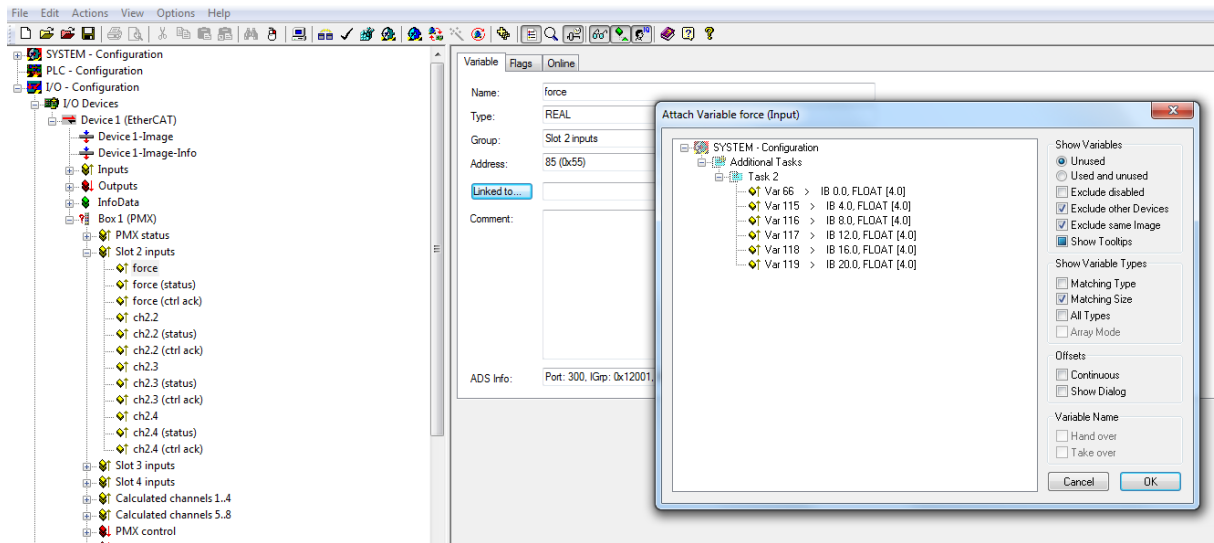 File Edit Actions View Options Help
SYSTEM - Configuration
PLC - Configuration
I/O - Configuration
I/O Devices
Device 1 (EtherCAT)
Device 1-Image
Device 1-Image-Info
Inputs
Outputs
InfoData
Box 1 (PMX)
PMX status
Slot 2 inputs
force
force (status)
force (ctrl ack)
ch2.2
ch2.2 (status)
ch2.2 (ctrl ack)
ch2.3
ch2.3 (status)
ch2.3 (ctrl ack)
ch2.4
ch2.4 (status)
ch2.4 (ctrl ack)
Slot 3 inputs
Slot 4 inputs
Calculated channels 1..4
Calculated channels 5..8
PMX control
Variable Flags Online
Name: force
Type: REAL
Group: Slot 2 inputs
Address: 85 (0x55)
Linked to...
Comment:
ADS Info: Port: 300, IGrp: 0x12001,
Attach Variable force (Input)
SYSTEM - Configuration
Additional Tasks
Task 2
Var 66 > IB 0.0, FLOAT [4.0]
Var 115 > IB 4.0, FLOAT [4.0]
Var 116 > IB 8.0, FLOAT [4.0]
Var 117 > IB 12.0, FLOAT [4.0]
Var 118 > IB 16.0, FLOAT [4.0]
Var 119 > IB 20.0, FLOAT [4.0]
Show Variables
Unused
Used and unused
Exclude disabled
Exclude other Devices
Exclude same Image
Show Tooltips
Show Variable Types
Matching Type
Matching Size
All Types
Array Mode
Offsets
Continuous
Show Dialog
Variable Name
Hand over
Take over
Cancel OK